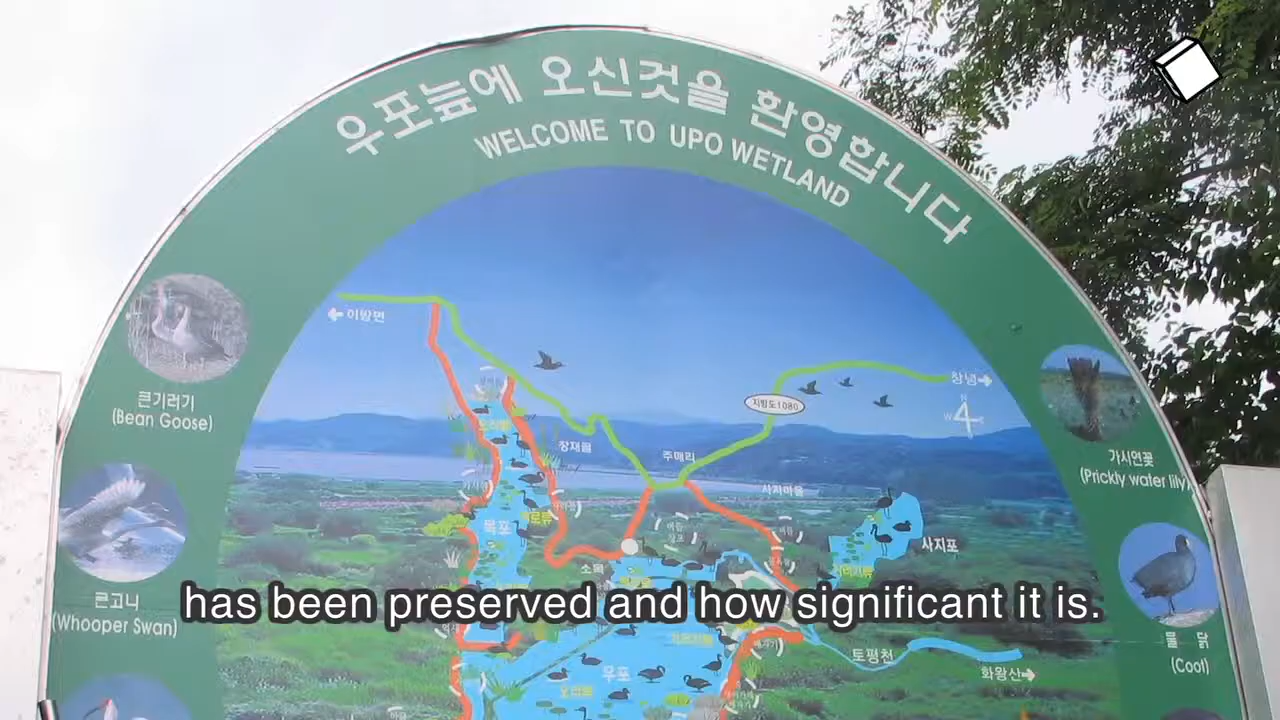 우포늪에 오신것을 환영합니다
WELCOME TO UPO WETLAND
이방면
창녕
지방도1080
N
W
큰기러기
(Bean Goose)
장재마을
주매리
사지마을
가시연꽃
(Prickly water lily)
목포
사지포
소목
큰고니
(Whooper Swan)
has been preserved and how significant it is.
물 닭
(Coot)
토평천
화왕산
우포